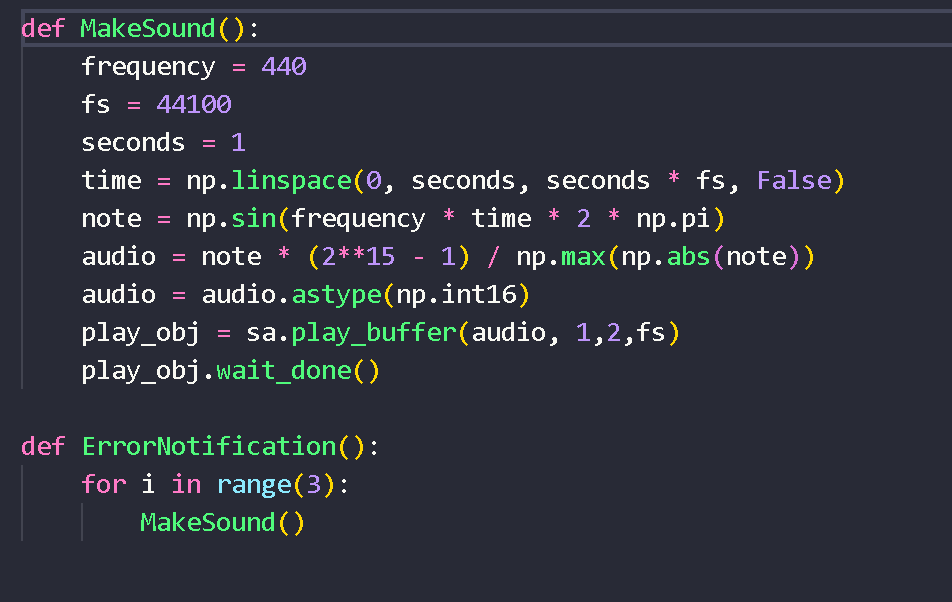 def MakeSound():
    frequency = 440
    fs = 44100
    seconds = 1
    time = np.linspace(0, seconds, seconds * fs, False)
    note = np.sin(frequency * time * 2 * np.pi)
    audio = note * (2**15 - 1) / np.max(np.abs(note))
    audio = audio.astype(np.int16)
    play_obj = sa.play_buffer(audio, 1,2,fs)
    play_obj.wait_done()

def ErrorNotification():
    for i in range(3):
        MakeSound()